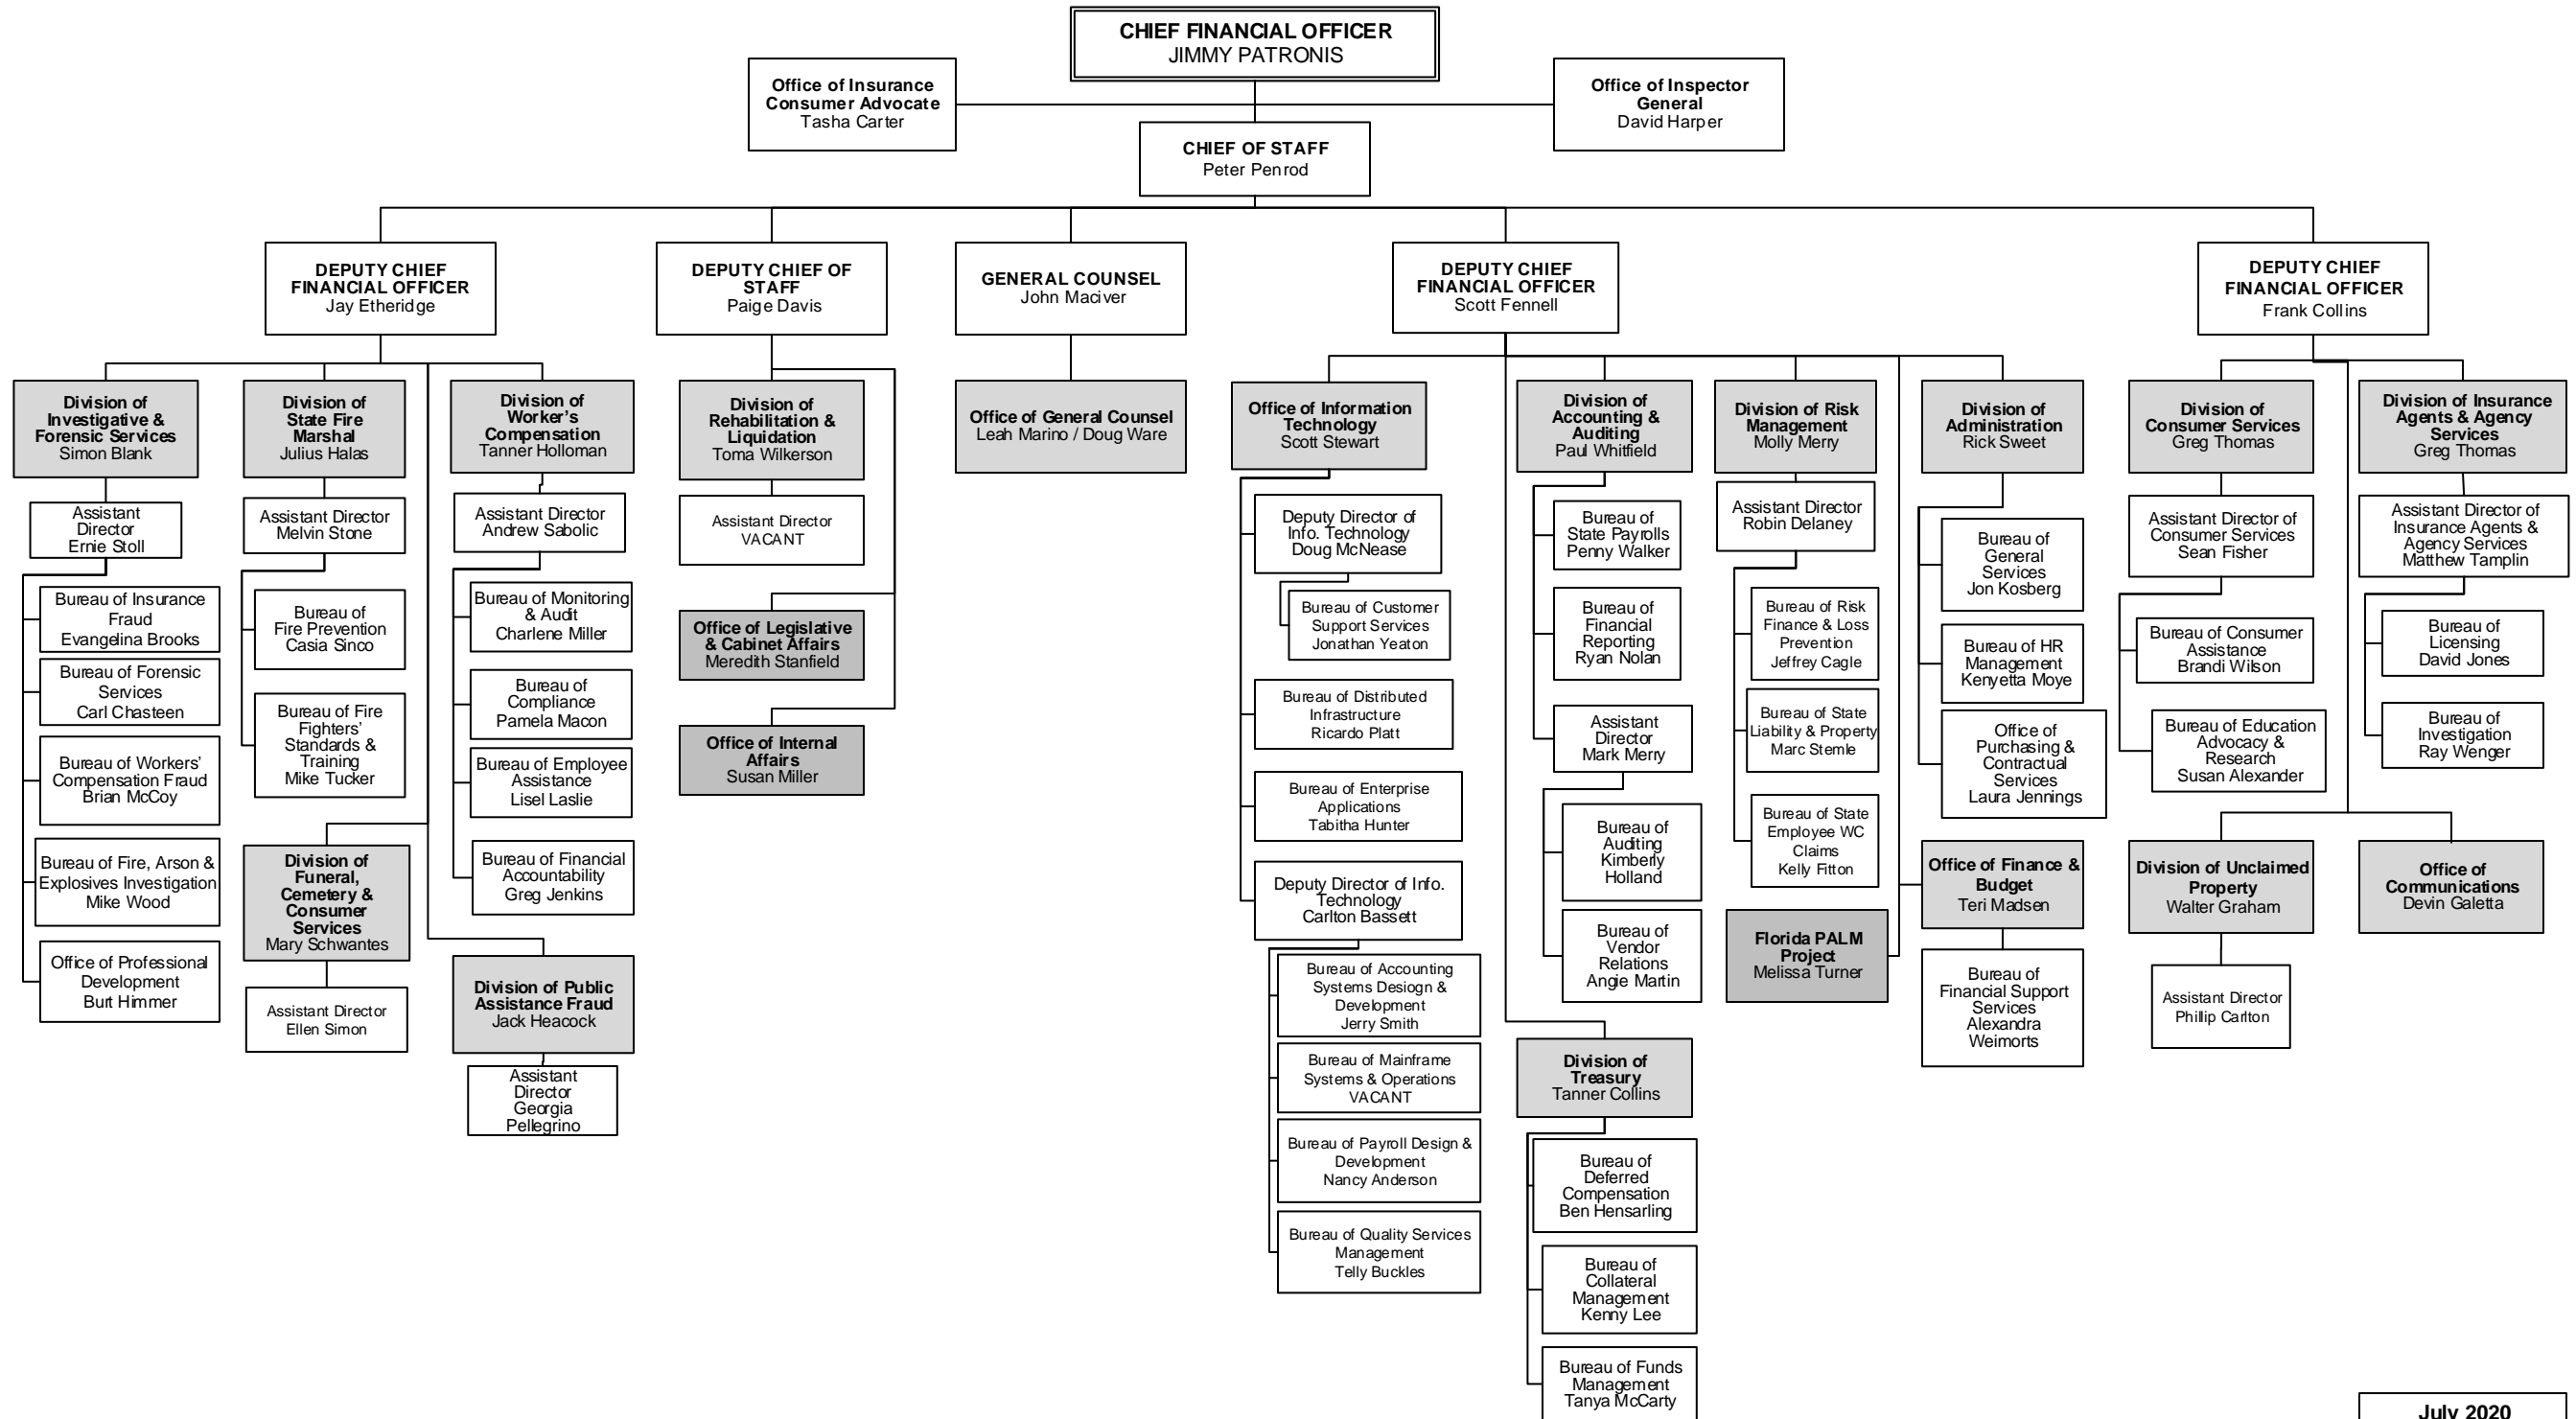 CHIEF FINANCIAL OFFICER
JIMMY PATRONIS
Office of Insurance
Consumer Advocate
Tasha Carter
Office of Inspector
General
David Harper
CHIEF OF STAFF
Peter Penrod
DEPUTY CHIEF
FINANCIAL OFFICER
Jay Etheridge
DEPUTY CHIEF OF
STAFF
Paige Davis
GENERAL COUNSEL
John Maciver
DEPUTY CHIEF
FINANCIAL OFFICER
Scott Fennell
DEPUTY CHIEF
FINANCIAL OFFICER
Frank Collins
Division of
Investigative &
Forensic Services
Simon Blank
Assistant
Director
Ernie Stoll
Bureau of Insurance
Fraud
Evangelina Brooks
Bureau of Forensic
Services
Carl Chasteen
Bureau of Workers'
Compensation Fraud
Brian McCoy
Bureau of Fire, Arson &
Explosives Investigation
Mike Wood
Office of Professional
Development
Burt Himmer
Division of
State Fire
Marshal
Julius Halas
Assistant Director
Melvin Stone
Bureau of
Fire Prevention
Casia Sinco
Bureau of Fire
Fighters'
Standards &
Training
Mike Tucker
Division of
Funeral,
Cemetery &
Consumer
Services
Mary Schwantes
Assistant Director
Ellen Simon
Division of
Worker's
Compensation
Tanner Holloman
Assistant Director
Andrew Sabolic
Bureau of Monitoring
& Audit
Charlene Miller
Bureau of
Compliance
Pamela Macon
Bureau of Employee
Assistance
Lisel Laslie
Bureau of Financial
Accountability
Greg Jenkins
Division of Public
Assistance Fraud
Jack Heacock
Assistant
Director
Georgia
Pellegrino
Division of
Rehabilitation &
Liquidation
Toma Wilkerson
Assistant Director
VACANT
Office of Legislative
& Cabinet Affairs
Meredith Stanfield
Office of Internal
Affairs
Susan Miller
Office of General Counsel
Leah Marino / Doug Ware
Office of Information
Technology
Scott Stewart
Deputy Director of
Info. Technology
Doug McNease
Bureau of Customer
Support Services
Jonathan Yeaton
Bureau of Distributed
Infrastructure
Ricardo Platt
Bureau of Enterprise
Applications
Tabitha Hunter
Deputy Director of Info.
Technology
Carlton Bassett
Bureau of Accounting
Systems Desiogn &
Development
Jerry Smith
Bureau of Mainframe
Systems & Operations
VACANT
Bureau of Payroll Design &
Development
Nancy Anderson
Bureau of Quality Services
Management
Telly Buckles
Division of
Accounting &
Auditing
Paul Whitfield
Bureau of
State Payrolls
Penny Walker
Bureau of
Financial
Reporting
Ryan Nolan
Assistant
Director
Mark Merry
Bureau of
Auditing
Kimberly
Holland
Bureau of
Vendor
Relations
Angie Martin
Division of
Treasury
Tanner Collins
Bureau of
Deferred
Compensation
Ben Hensarling
Bureau of
Collateral
Management
Kenny Lee
Bureau of Funds
Management
Tanya McCarty
Division of Risk
Management
Molly Merry
Assistant Director
Robin Delaney
Bureau of Risk
Finance & Loss
Prevention
Jeffrey Cagle
Bureau of State
Liability & Property
Marc Stemle
Bureau of State
Employee WC
Claims
Kelly Fitton
Florida PALM
Project
Melissa Turner
Division of
Administration
Rick Sweet
Bureau of
General
Services
Jon Kosberg
Bureau of HR
Management
Kenyetta Moye
Office of
Purchasing &
Contractual
Services
Laura Jennings
Office of Finance &
Budget
Teri Madsen
Bureau of
Financial Support
Services
Alexandra
Weimorts
Division of
Consumer Services
Greg Thomas
Assistant Director of
Consumer Services
Sean Fisher
Bureau of Consumer
Assistance
Brandi Wilson
Bureau of Education
Advocacy &
Research
Susan Alexander
Division of Unclaimed
Property
Walter Graham
Assistant Director
Phillip Carlton
Division of Insurance
Agents & Agency
Services
Greg Thomas
Assistant Director of
Insurance Agents &
Agency Services
Matthew Tamplin
Bureau of
Licensing
David Jones
Bureau of
Investigation
Ray Wenger
Office of
Communications
Devin Galetta
July 2020